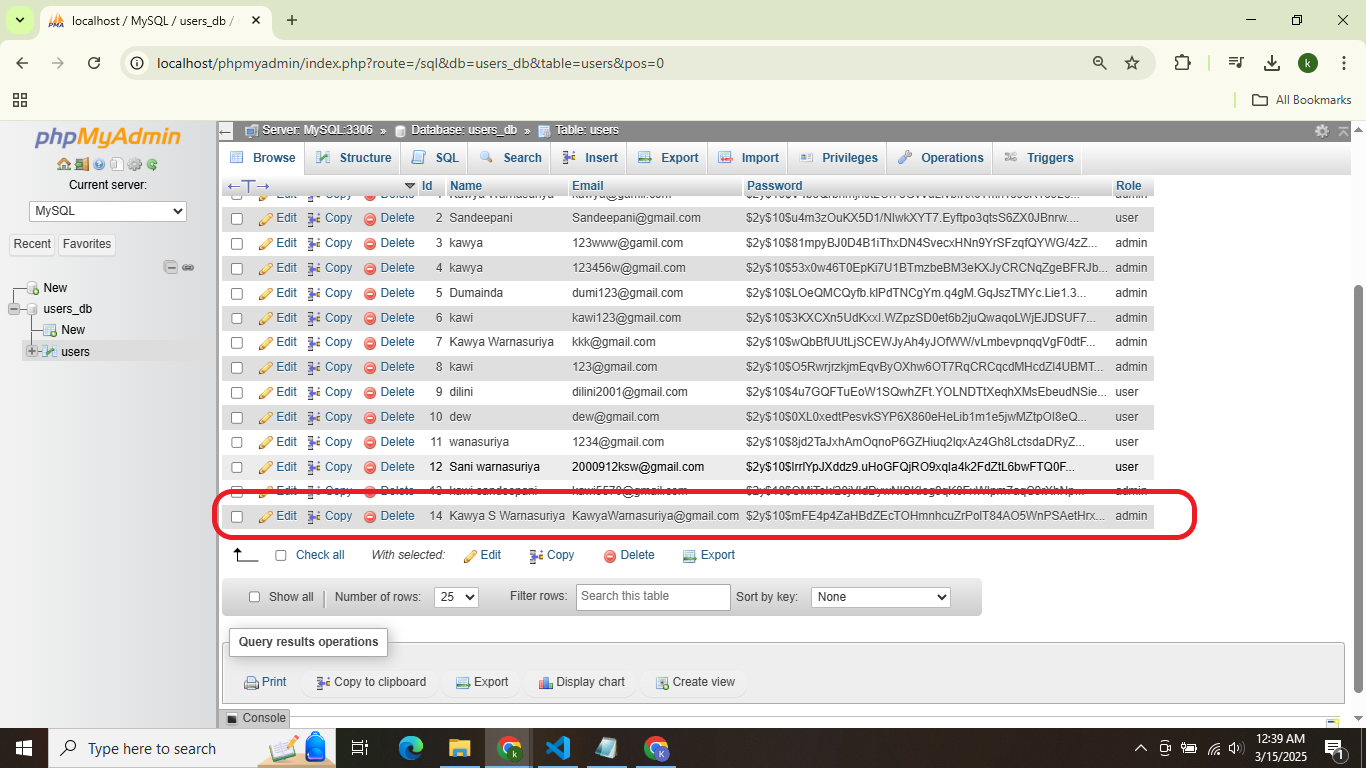 localhost / MySQL / users_db /
localhost/phpmyadmin/index.php?route=/sql&db=users_db&table=users&pos=0
k
All Bookmarks
phpMyAdmin
Current server:
MySQL
Recent Favorites
New
users_db
New
users
Server: MySQL:3306 » Database: users_db » Table: users
Browse Structure SQL Search Insert Export Import Privileges Operations Triggers
←T→ Id Name Email Password Role
Edit Copy Delete 2 Sandeepani Sandeepani@gmail.com $2y$10$u4m3zOuKX5D1/NIwkXYT7.Eyftpo3qtsS6ZX0JBnrw.... user
Edit Copy Delete 3 kawya 123www@gamil.com $2y$10$81mpyBJ0D4B1iThxDN4SvecxHNn9YrSFzqfQYWG/4zZ... admin
Edit Copy Delete 4 kawya 123456w@gmail.com $2y$10$53x0w46T0EpKi7U1BTmzbeBM3eKXJyCRCNqZgeBFRJb... admin
Edit Copy Delete 5 Dumainda dumi123@gmail.com $2y$10$LOeQMCQyfb.klPdTNCgYm.q4gM.GqJszTMYc.Lie1.3... admin
Edit Copy Delete 6 kawi kawi123@gmail.com $2y$10$3KXCXn5UdKxxI.WZpzSD0et6b2juQwaqoLWjEJDSUF7... admin
Edit Copy Delete 7 Kawya Warnasuriya kkk@gmail.com $2y$10$wQbBfUUtLjSCEWJyAh4yJOfWW/vLmbevpnqqVgF0dtF... admin
Edit Copy Delete 8 kawi 123@gmail.com $2y$10$O5RwrjrzkjmEqvByOXhw6OT7RqCRCqcdMHcdZl4UBMT... admin
Edit Copy Delete 9 dilini dilini2001@gmail.com $2y$10$4u7GQFTuEoW1SQwhZFt.YOLNDTtXeqhXMsEbeudNSie... user
Edit Copy Delete 10 dew dew@gmail.com $2y$10$0XL0xedtPesvkSYP6X860eHeLib1m1e5jwMZtpOI8eQ... user
Edit Copy Delete 11 wanasuriya 1234@gmail.com $2y$10$8jd2TaJxhAmOqnoP6GZHiuq2IqxAz4Gh8LctsdaDRyZ... user
Edit Copy Delete 12 Sani warnasuriya 2000912ksw@gmail.com $2y$10$IrrlYpJXddz9.uHoGFQjRO9xqIa4k2FdZtL6bwFTQ0F... user
Edit Copy Delete 13 kawi sandeepani admin
Edit Copy Delete 14 Kawya S Warnasuriya KawyaWarnasuriya@gmail.com $2y$10$mFE4p4ZaHBdZEcTOHmnhcuZrPolT84AO5WnPSAetHrx... admin
Check all With selected: Edit Copy Delete Export
Show all Number of rows: 25 Filter rows: Search this table Sort by key: None
Query results operations
Print Copy to clipboard Export Display chart Create view
Console
Type here to search
12:39 AM
3/15/2025
1